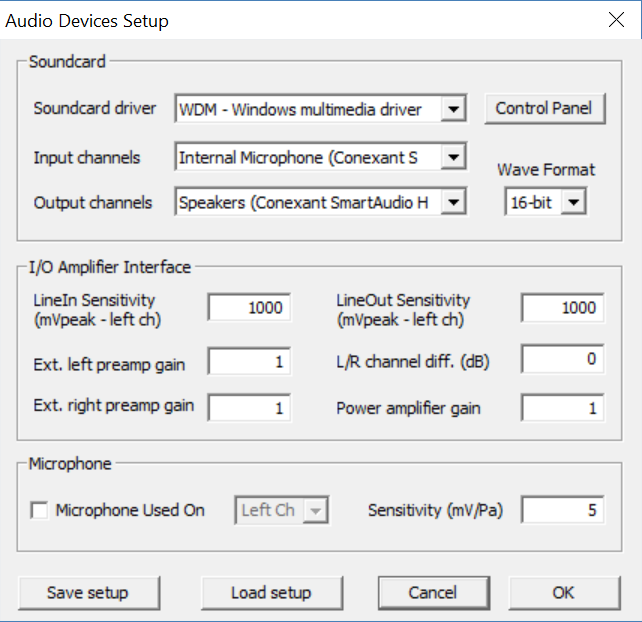 Audio Devices Setup
Soundcard
Soundcard driver WDM - Windows multimedia driver Control Panel
Input channels Internal Microphone (Conexant S
Wave Format
Output channels Speakers (Conexant SmartAudio H 16-bit
I/O Amplifier Interface
LineIn Sensitivity
(mVpeak - left ch) 1000
LineOut Sensitivity
(mVpeak - left ch) 1000
Ext. left preamp gain 1 L/R channel diff. (dB) 0
Ext. right preamp gain 1 Power amplifier gain 1
Microphone
Microphone Used On Left Ch Sensitivity (mV/Pa) 5
Save setup Load setup Cancel OK